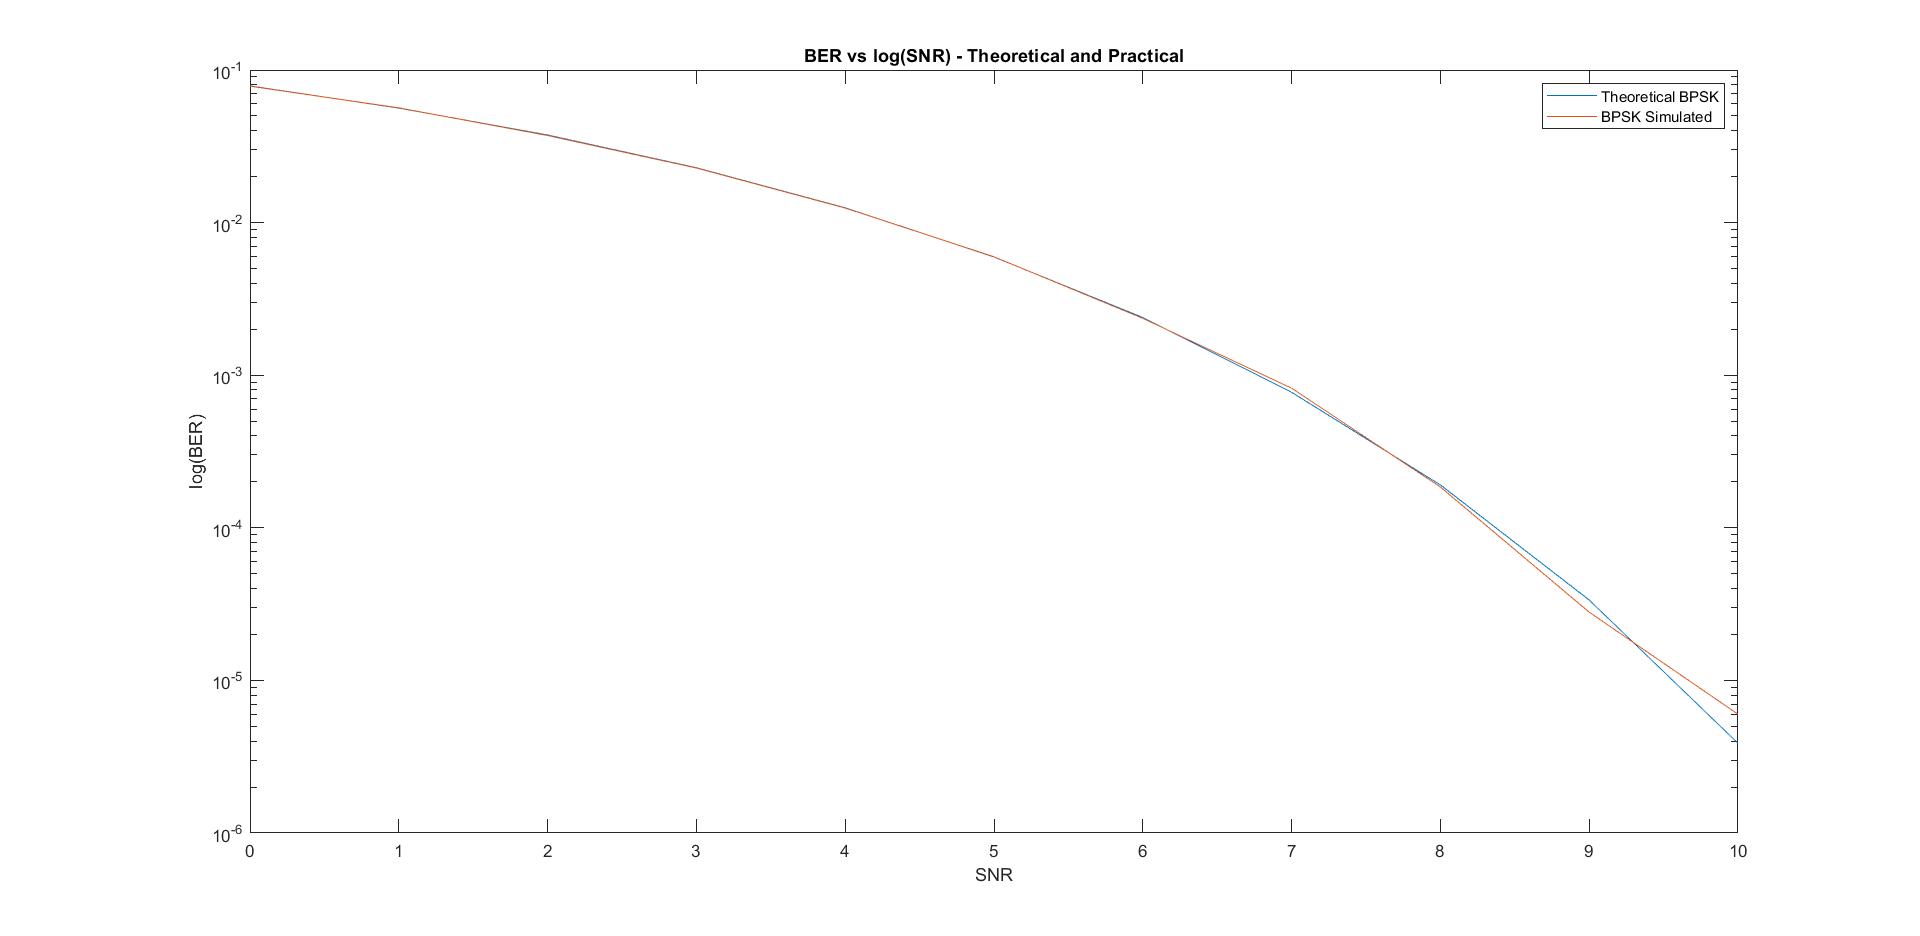 BER vs log(SNR) - Theoretical and Practical
Theoretical BPSK
BPSK Simulated
log(BER)
10^-1
10^-2
10^-3
10^-4
10^-5
10^-6
0 1 2 3 4 5 6 7 8 9 10
SNR